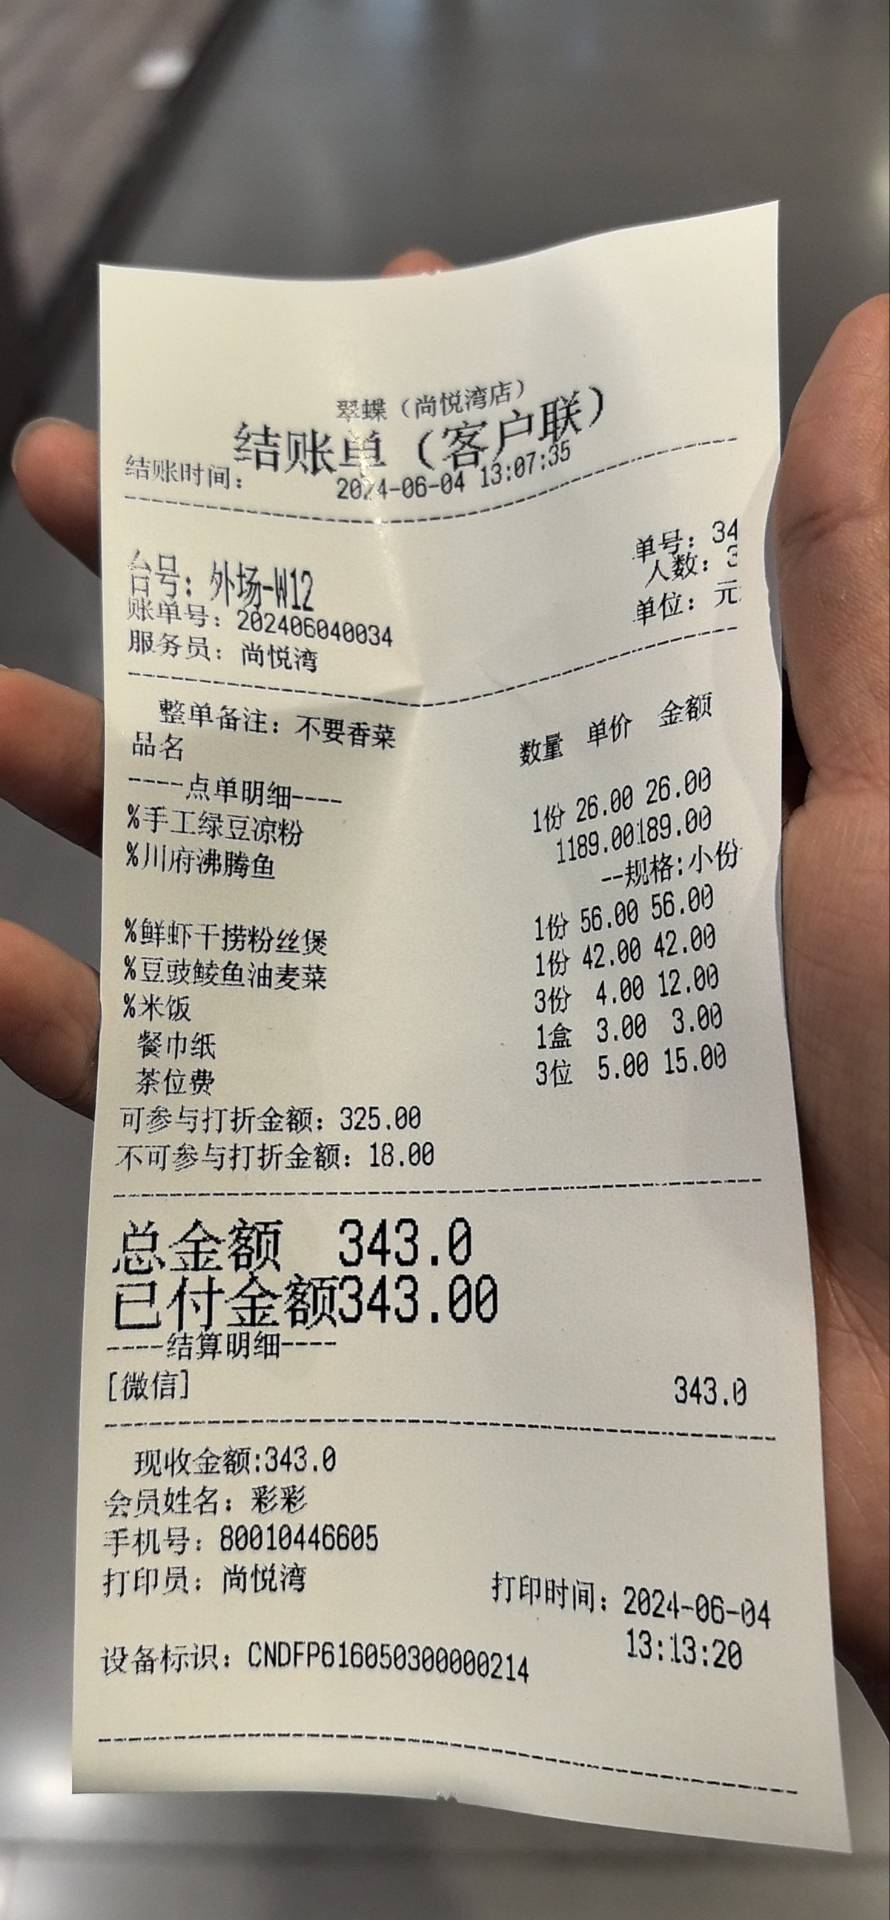 翠蝶（尚悦湾店）
结账单（客户联）
结账时间： 2024-06-04 13:07:35
单号：34
台号：外场-W12 人数：3
账单号：202406040034 单位：元
服务员：尚悦湾
整单备注：不要香菜
品名 数量 单价 金额
----点单明细----
%手工绿豆凉粉 1份 26.00 26.00
%川府沸腾鱼 1189.00189.00
--规格:小份
%鲜虾干捞粉丝煲 1份 56.00 56.00
%豆豉鲮鱼油麦菜 1份 42.00 42.00
%米饭 3份 4.00 12.00
餐巾纸 1盒 3.00 3.00
茶位费 3位 5.00 15.00
可参与打折金额：325.00
不可参与打折金额：18.00
总金额 343.0
已付金额343.00
----结算明细----
[微信] 343.0
现收金额:343.0
会员姓名：彩彩
手机号：80010446605
打印员：尚悦湾 打印时间：2024-06-04
13:13:20
设备标识：CNDFP616050300000214